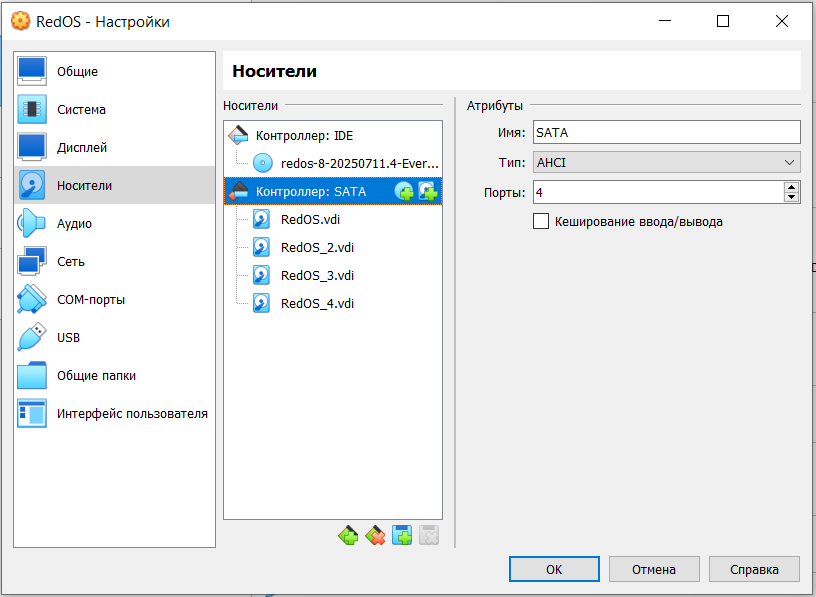 RedOS - Настройки
Общие
Система
Дисплей
Носители
Аудио
Сеть
COM-порты
USB
Общие папки
Интерфейс пользователя
Носители
Носители
Контроллер: IDE
redos-8-20250711.4-Ever...
Контроллер: SATA
RedOS.vdi
RedOS_2.vdi
RedOS_3.vdi
RedOS_4.vdi
Атрибуты
Имя: SATA
Тип: AHCI
Порты: 4
Кеширование ввода/вывода
OK
Отмена
Справка